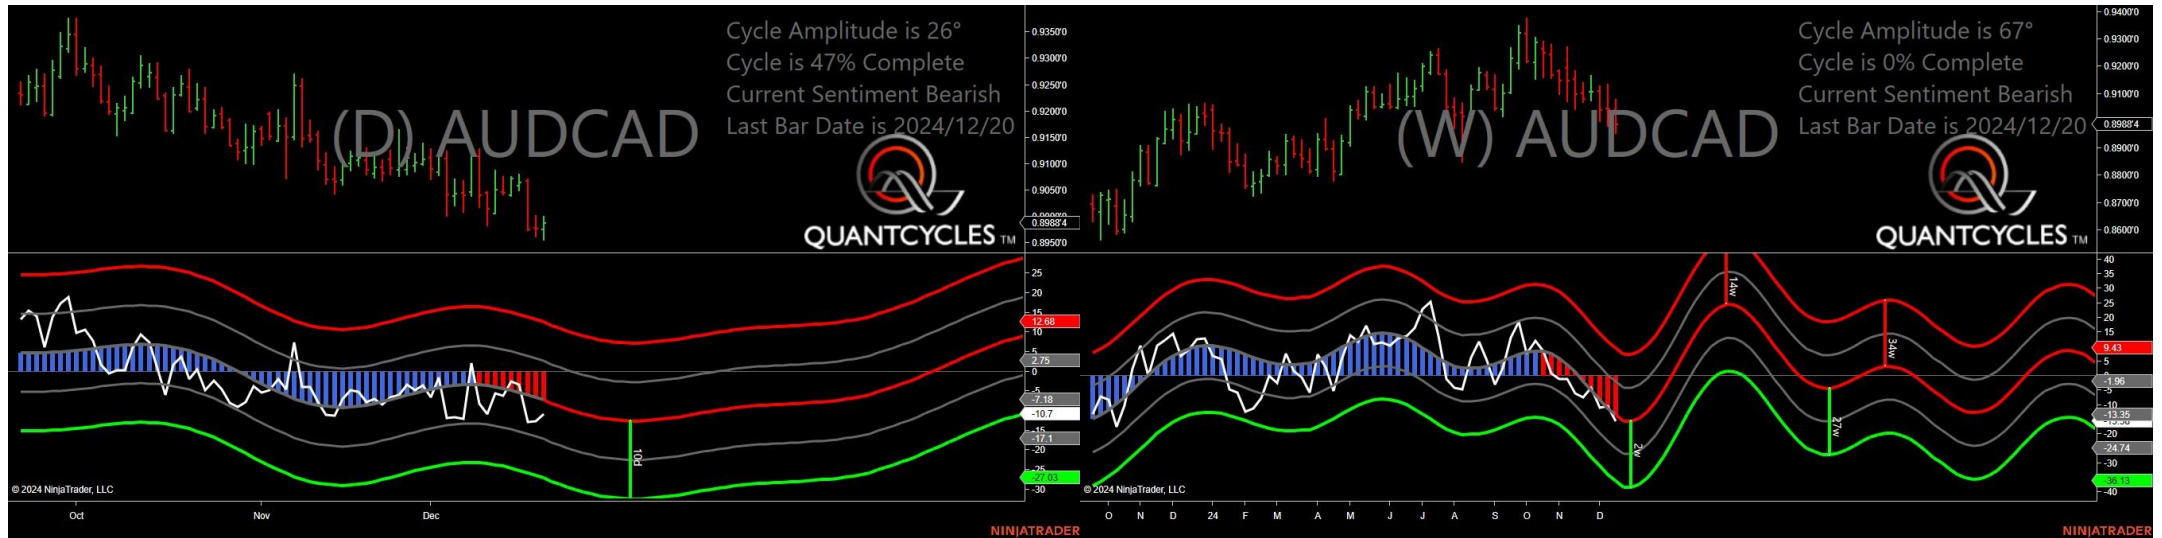 Cycle Amplitude is 26°
Cycle is 47% Complete
Current Sentiment Bearish
Last Bar Date is 2024/12/20
(D) AUDCAD
QUANTCYCLES TM
0.9350'0
0.9300'0
0.9250'0
0.9200'0
0.9150'0
0.9100'0
0.9050'0
0.8988'4
0.8950'0
25
20
15
12.68
10
5
2.75
0
-5
-7.18
-10.7
-15
-17.1
-20
-25
-27.03
-30
10d
© 2024 NinjaTrader, LLC
Oct Nov Dec
NINJATRADER
Cycle Amplitude is 67°
Cycle is 0% Complete
Current Sentiment Bearish
Last Bar Date is 2024/12/20
(W) AUDCAD
QUANTCYCLES TM
0.9400'0
0.9300'0
0.9200'0
0.9100'0
0.8988'4
0.8900'0
0.8800'0
0.8700'0
0.8600'0
40
35
30
25
20
15
9.43
5
0
-1.96
-10
-13.35
-20
-24.74
-30
-36.13
-40
14w
34w
27w
2w
© 2024 NinjaTrader, LLC
O N D 24 F M A M J J A S O N D
NINJATRADER